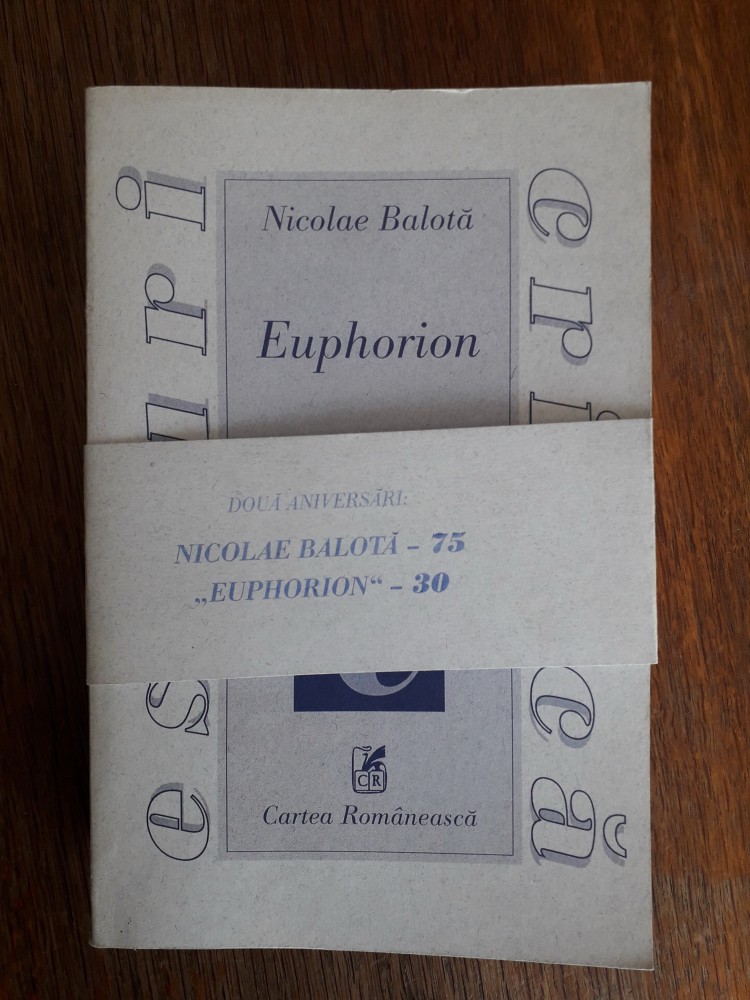 Nicolae Balotă
Euphorion
DOUĂ ANIVERSĂRI:
NICOLAE BALOTĂ – 75
„EUPHORION“ – 30
CR
Cartea Românească